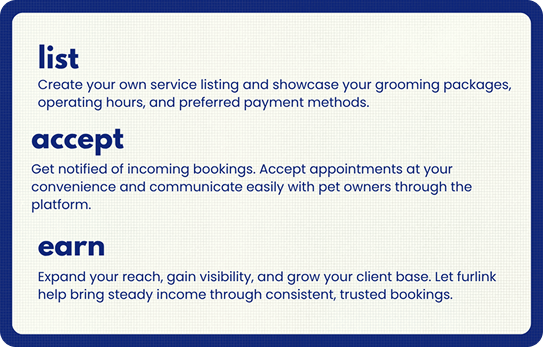 list
Create your own service listing and showcase your grooming packages,
operating hours, and preferred payment methods.
accept
Get notified of incoming bookings. Accept appointments at your
convenience and communicate easily with pet owners through the
platform.
earn
Expand your reach, gain visibility, and grow your client base. Let furlink
help bring steady income through consistent, trusted bookings.